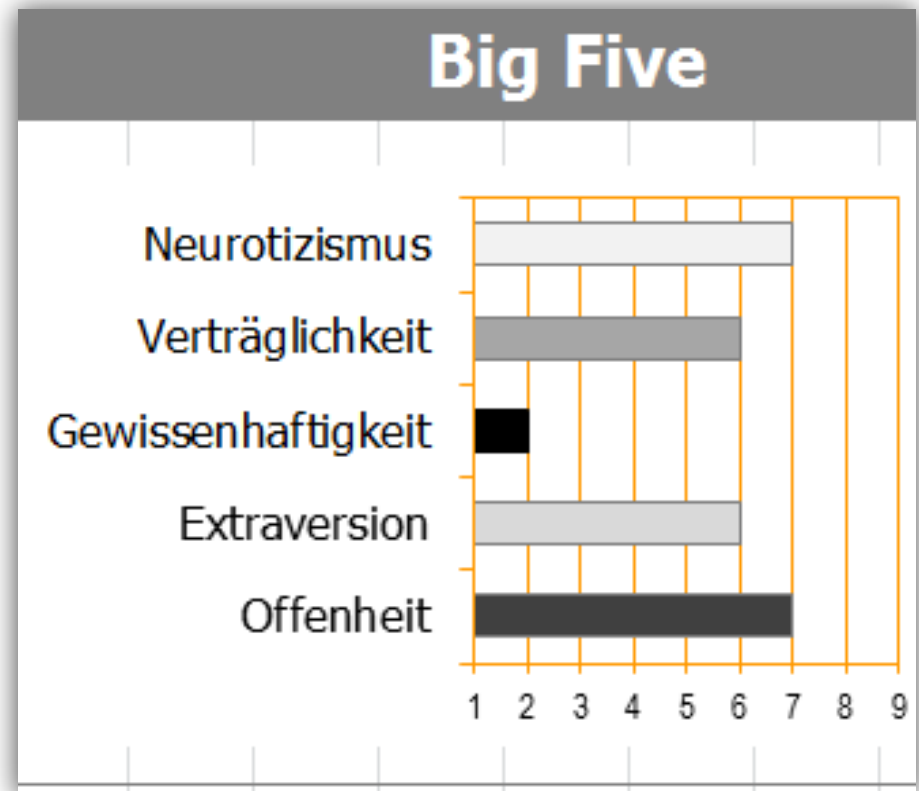 Big Five
Neurotizismus
Verträglichkeit
Gewissenhaftigkeit
Extraversion
Offenheit
1 2 3 4 5 6 7 8 9